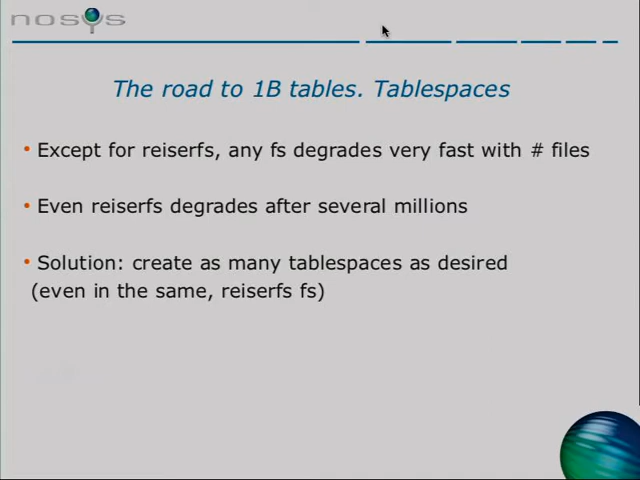 nosys
The road to 1B tables. Tablespaces
• Except for reiserfs, any fs degrades very fast with # files
• Even reiserfs degrades after several millions
• Solution: create as many tablespaces as desired
(even in the same, reiserfs fs)